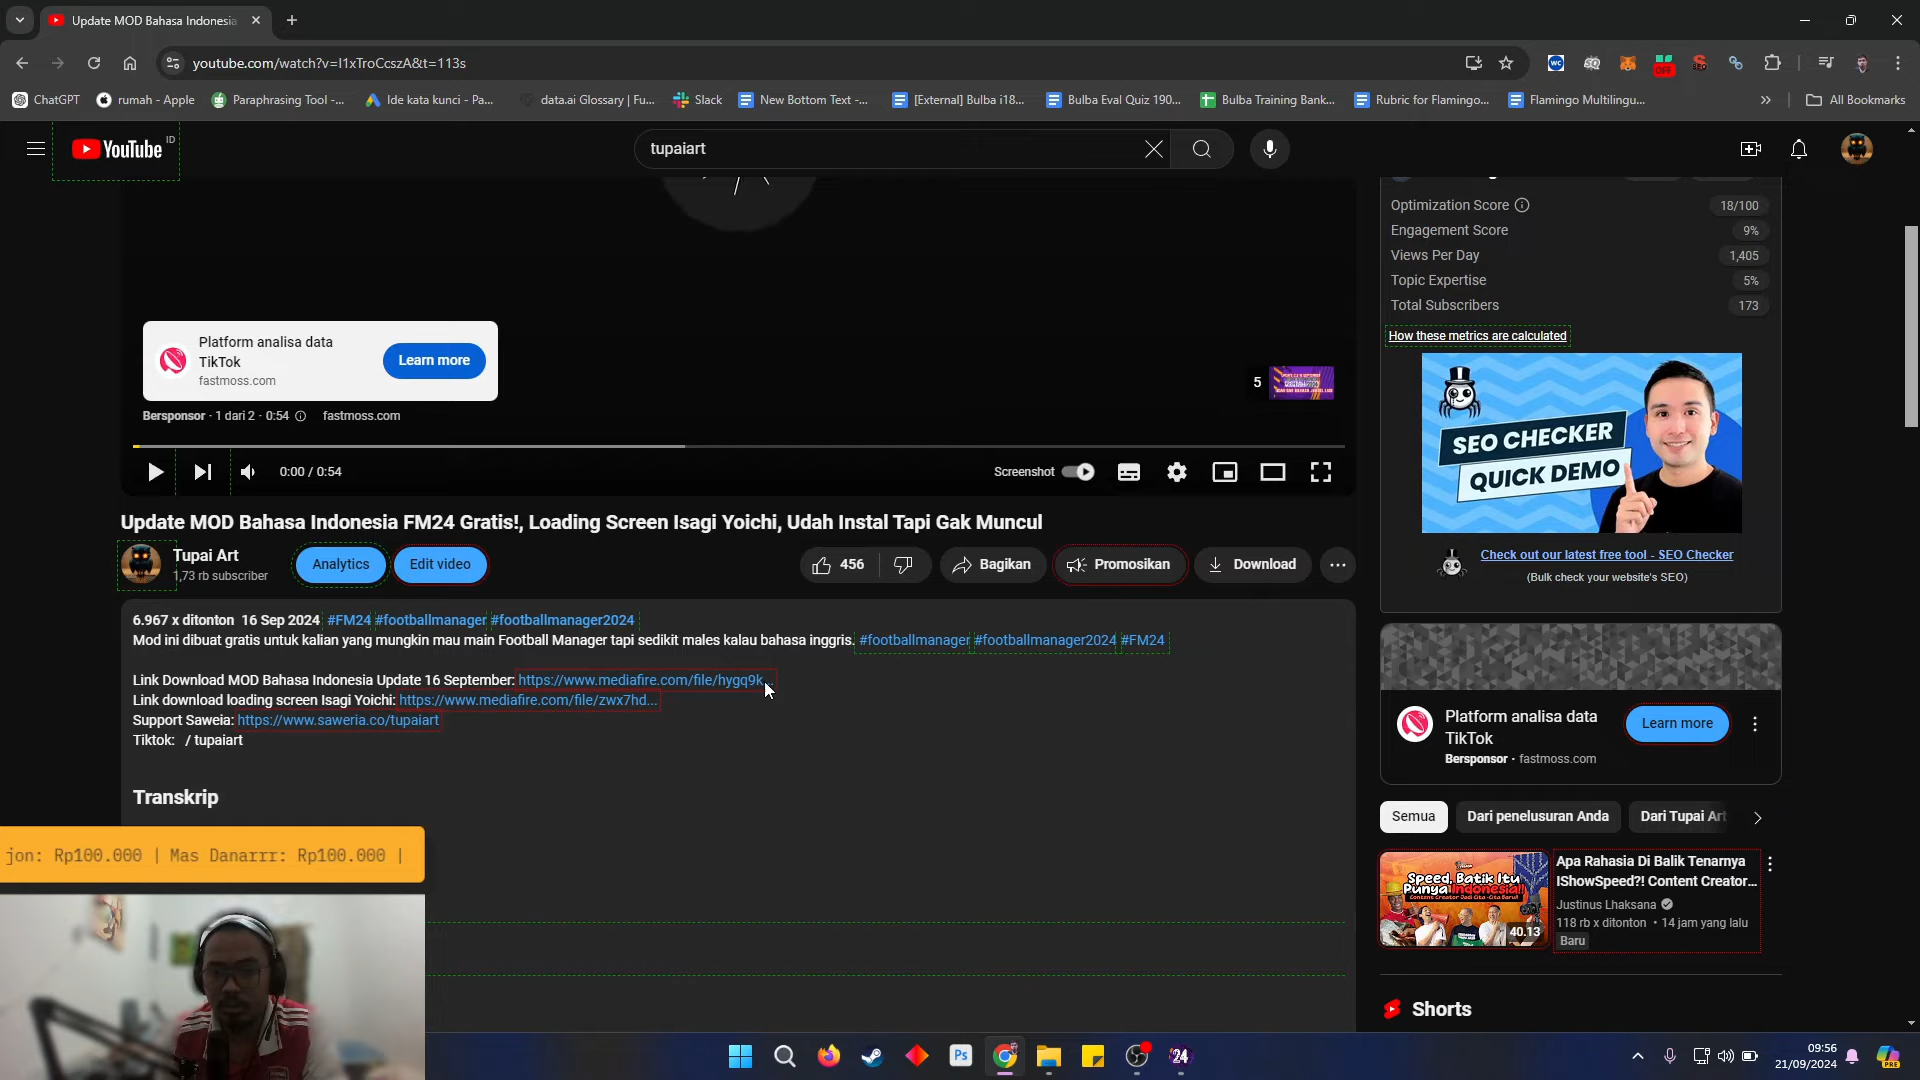 Update MOD Bahasa Indonesia
youtube.com/watch?v=I1xTroCcszA&t=113s
ChatGPT
rumah - Apple
Paraphrasing Tool -...
Ide kata kunci - Pa...
data.ai Glossary | Fu...
Slack
New Bottom Text -...
[External] Bulba i18...
Bulba Eval Quiz 190...
Bulba Training Bank...
Rubric for Flamingo...
Flamingo Multilingu...
All Bookmarks
YouTube ID
tupaiart
Optimization Score 18/100
Engagement Score 9%
Views Per Day 1,405
Topic Expertise 5%
Total Subscribers 173
How these metrics are calculated
Platform analisa data
TikTok
fastmoss.com
Learn more
Bersponsor · 1 dari 2 · 0:54 fastmoss.com
5
0:00 / 0:54
Screenshot
SEO CHECKER
QUICK DEMO
Check out our latest free tool - SEO Checker
(Bulk check your website's SEO)
Update MOD Bahasa Indonesia FM24 Gratis!, Loading Screen Isagi Yoichi, Udah Instal Tapi Gak Muncul
Tupai Art
1,73 rb subscriber
Analytics
Edit video
456
Bagikan
Promosikan
Download
6.967 x ditonton 16 Sep 2024 #FM24 #footballmanager #footballmanager2024
Mod ini dibuat gratis untuk kalian yang mungkin mau main Football Manager tapi sedikit males kalau bahasa inggris. #footballmanager #footballmanager2024 #FM24
Link Download MOD Bahasa Indonesia Update 16 September: https://www.mediafire.com/file/hygq9k...
Link download loading screen Isagi Yoichi: https://www.mediafire.com/file/zwx7hd...
Support Saweia: https://www.saweria.co/tupaiart
Tiktok: / tupaiart
Transkrip
Platform analisa data
TikTok
Bersponsor · fastmoss.com
Learn more
Semua
Dari penelusuran Anda
Dari Tupai Art
Speed, Batik Itu
Punya Indonesia!!
40.13
Apa Rahasia Di Balik Tenarnya
IShowSpeed?! Content Creator...
Justinus Lhaksana
118 rb x ditonton · 14 jam yang lalu
Baru
Shorts
jon: Rp100.000 | Mas Danarrr: Rp100.000 |
Ps
24
09:56
21/09/2024
PRE